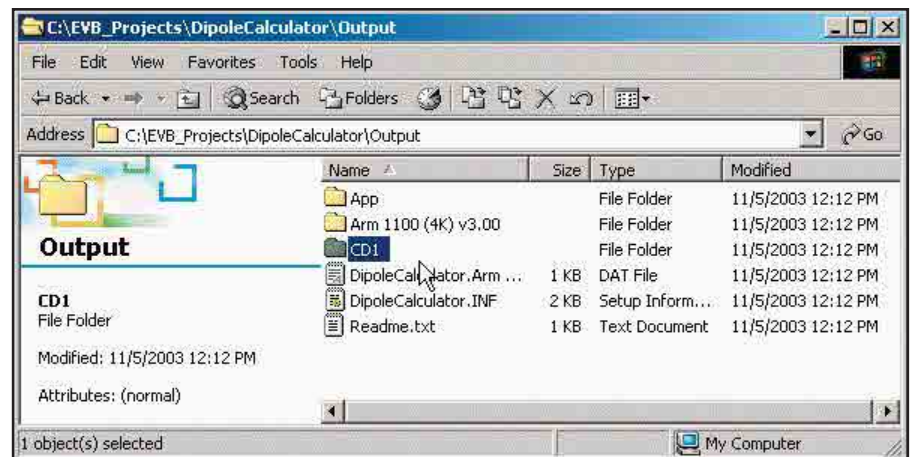 C:\EVB_Projects\DipoleCalculator\Output
File Edit View Favorites Tools Help
Back Search Folders
Address C:\EVB_Projects\DipoleCalculator\Output Go
Name Size Type Modified
App File Folder 11/5/2003 12:12 PM
Arm 1100 (4K) v3.00 File Folder 11/5/2003 12:12 PM
CD1 File Folder 11/5/2003 12:12 PM
DipoleCalculator.Arm ... 1 KB DAT File 11/5/2003 12:12 PM
DipoleCalculator.INF 2 KB Setup Inform... 11/5/2003 12:12 PM
Readme.txt 1 KB Text Document 11/5/2003 12:12 PM
Output
CD1
File Folder
Modified: 11/5/2003 12:12 PM
Attributes: (normal)
1 object(s) selected My Computer